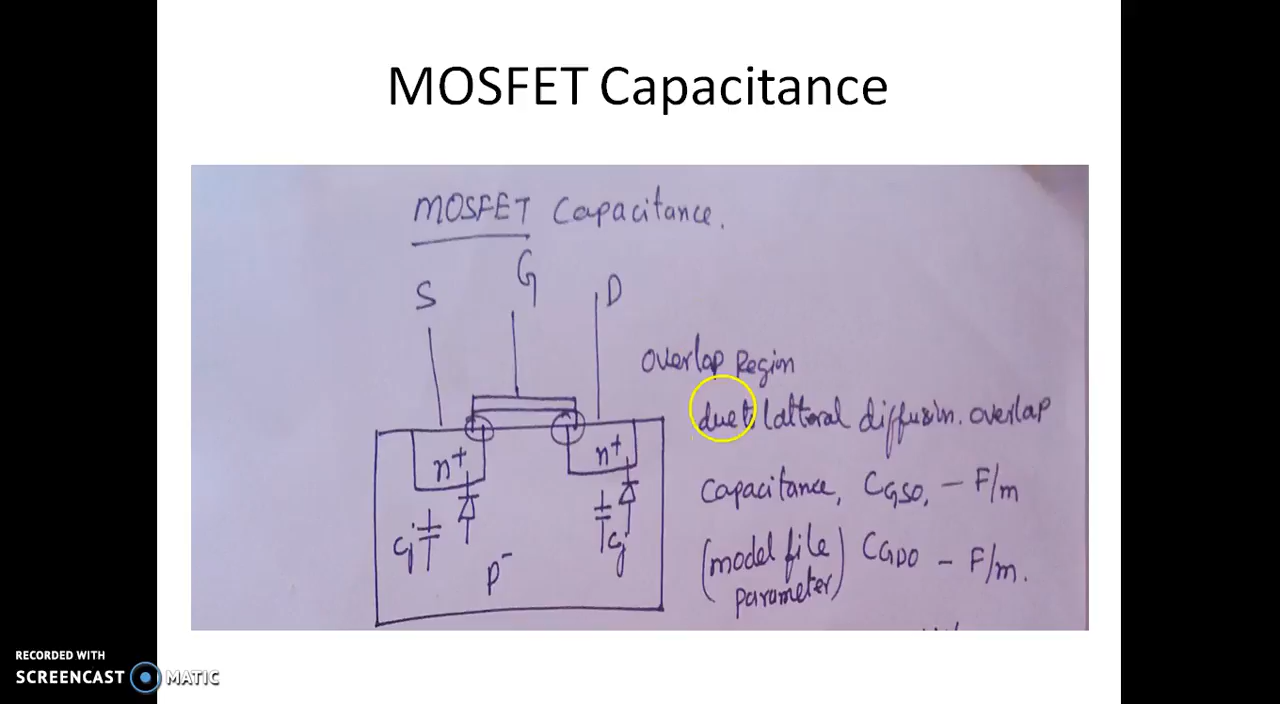 MOSFET Capacitance
MOSFET Capacitance.
G
S
D
Overlap Region
due to lattoral diffusion. overlap
n+
n+
Capacitance, CGSO, - F/m
Cj
Cj
(model file parameter) CGDO - F/m.
p-
RECORDED WITH
SCREENCAST MATIC